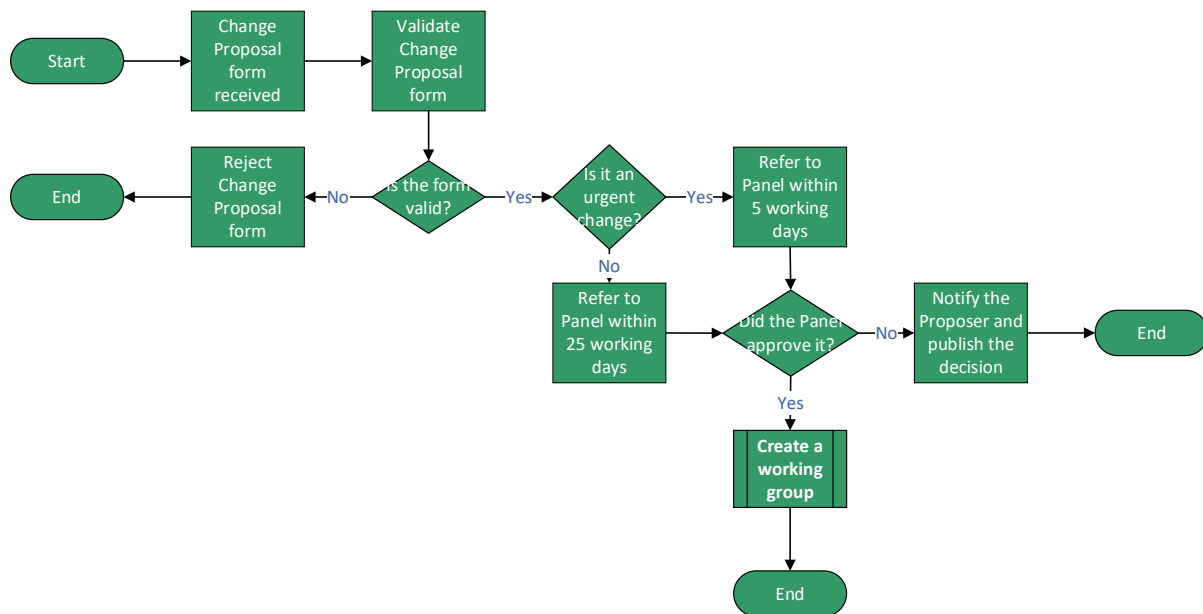 Start
Change
Proposal
form
received
Validate
Change
Proposal
form
End
Reject
Change
Proposal
form
No
Is the form
valid?
Yes
Is it an
urgent
change?
Yes
Refer to
Panel within
5 working
days
No
Refer to
Panel within
25 working
days
Did the Panel
approve it?
No
Notify the
Proposer and
publish the
decision
End
Yes
Create a
working
group
End